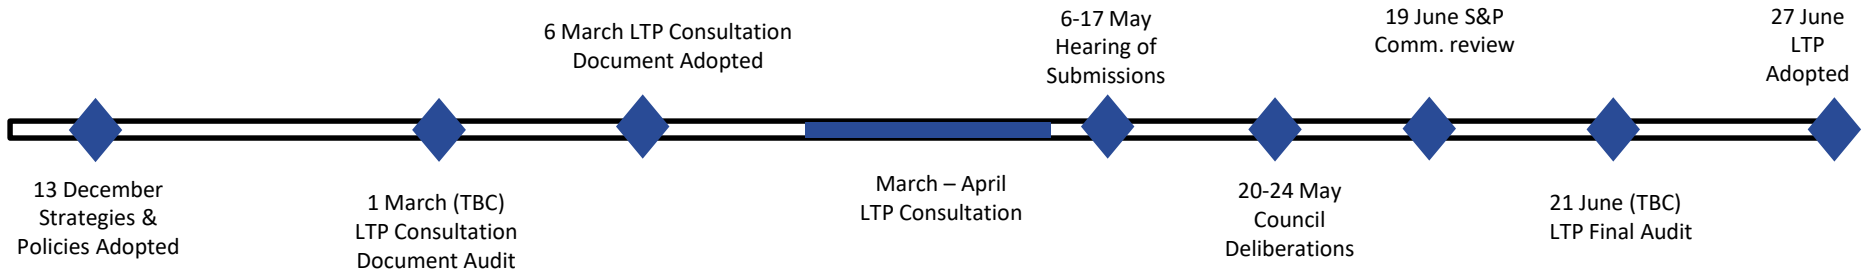 13 December
Strategies &
Policies Adopted
1 March (TBC)
LTP Consultation
Document Audit
6 March LTP Consultation
Document Adopted
March – April
LTP Consultation
6-17 May
Hearing of
Submissions
20-24 May
Council
Deliberations
19 June S&P
Comm. review
21 June (TBC)
LTP Final Audit
27 June
LTP
Adopted